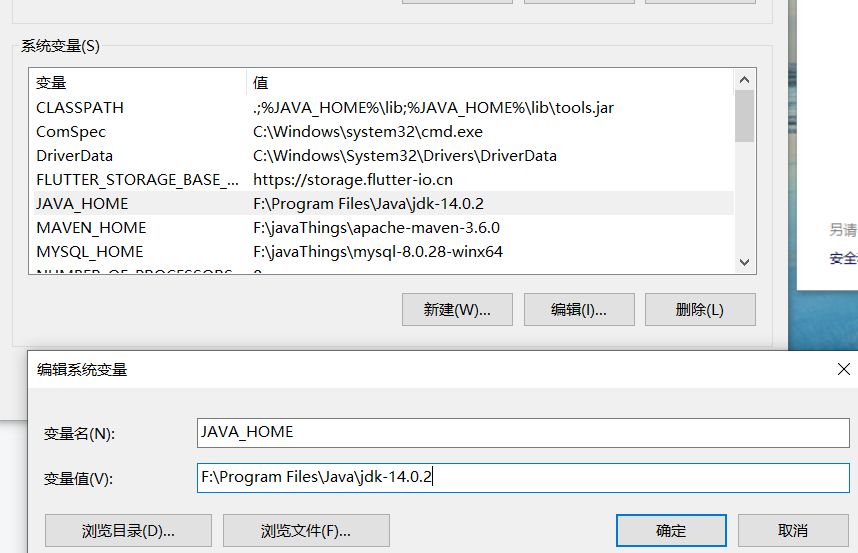 系统变量(S)
变量 值
CLASSPATH .;%JAVA_HOME%\lib;%JAVA_HOME%\lib\tools.jar
ComSpec C:\Windows\system32\cmd.exe
DriverData C:\Windows\System32\Drivers\DriverData
FLUTTER_STORAGE_BASE_... https://storage.flutter-io.cn
JAVA_HOME F:\Program Files\Java\jdk-14.0.2
MAVEN_HOME F:\javaThings\apache-maven-3.6.0
MYSQL_HOME F:\javaThings\mysql-8.0.28-winx64
NUMBER_OF_PROCESSORS
另请
安全
新建(W)... 编辑(I)... 删除(L)
编辑系统变量
变量名(N): JAVA_HOME
变量值(V): F:\Program Files\Java\jdk-14.0.2
浏览目录(D)... 浏览文件(F)... 确定 取消